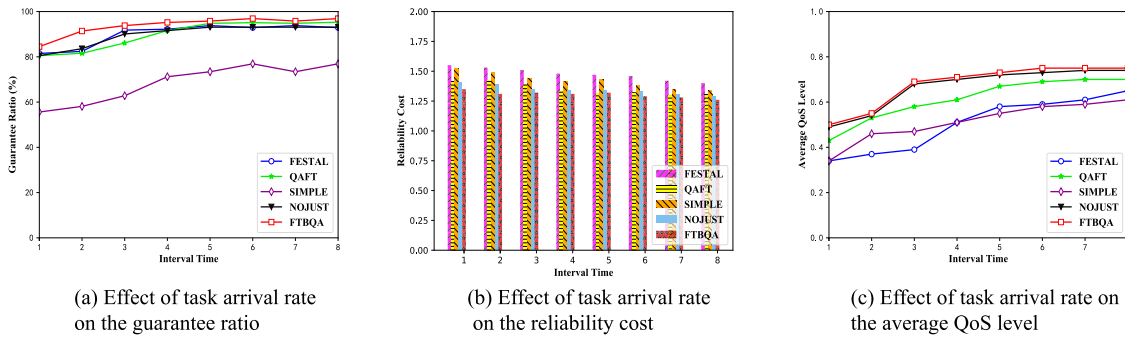 100
80
60
40
20
0
Guarantee Ratio (%)
1 2 3 4 5 6 7 8
Interval Time
FESTAL
QAFT
SIMPLE
NOJUST
FTBQA
(a) Effect of task arrival rate
on the guarantee ratio
2.00
1.75
1.50
1.25
1.00
0.75
0.50
0.25
0.00
Reliability Cost
1 2 3 4 5 6 7 8
Interval Time
FESTAL
QAFT
SIMPLE
NOJUST
FTBQA
(b) Effect of task arrival rate
on the reliability cost
1. 0
0. 8
0. 6
0. 4
0. 2
0. 0
Average QoS Level
1 2 3 4 5 6 7
Interval Time
FESTAL
QAFT
SIMPLE
NOJUST
FTBQA
(c) Effect of task arrival rate on
the average QoS level